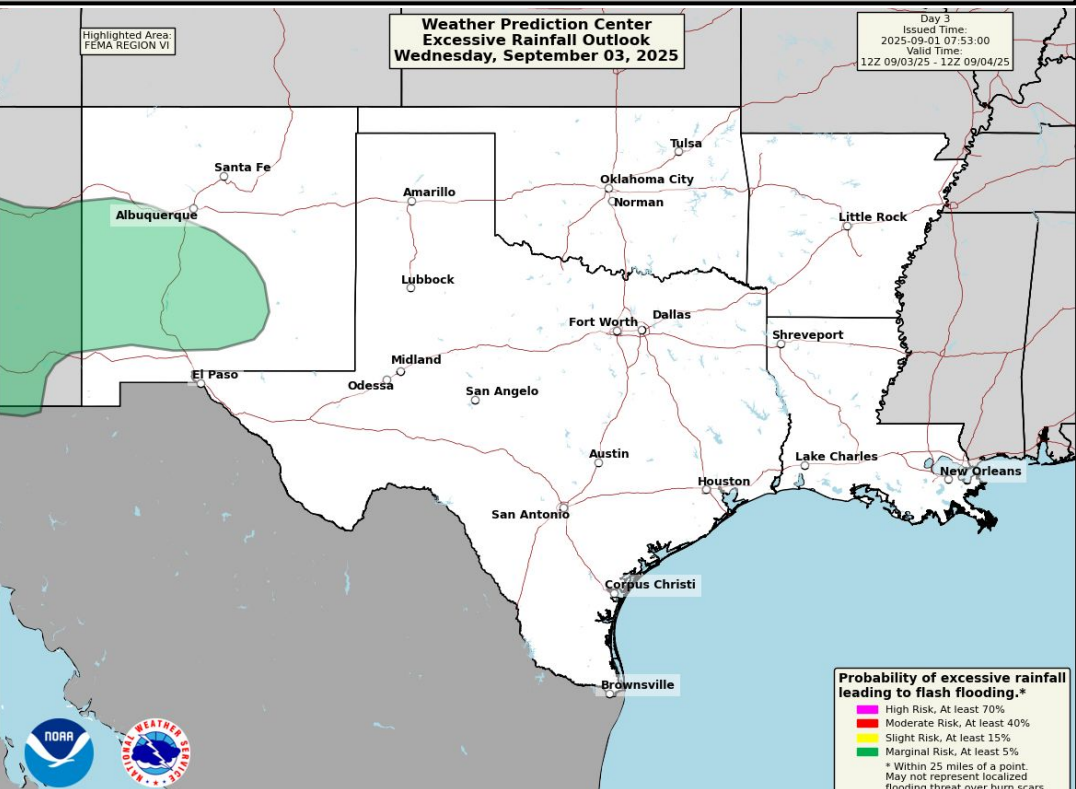 Highlighted Area:
FEMA REGION VI
Weather Prediction Center
Excessive Rainfall Outlook
Wednesday, September 03, 2025
Day 3
Issued Time:
2025-09-01 07:53:00
Valid Time:
12Z 09/03/25 - 12Z 09/04/25
Tulsa
Santa Fe
Oklahoma City
Amarillo
Norman
Albuquerque
Little Rock
Lubbock
Dallas
Fort Worth
Shreveport
Midland
El Paso
Odessa
San Angelo
Austin
Lake Charles
New Orleans
Houston
San Antonio
Corpus Christi
Brownsville
Probability of excessive rainfall
leading to flash flooding.*
High Risk, At least 70%
Moderate Risk, At least 40%
Slight Risk, At least 15%
Marginal Risk, At least 5%
* Within 25 miles of a point.
May not represent localized
flooding threat over burn scars
NOAA
NATIONAL WEATHER SERVICE